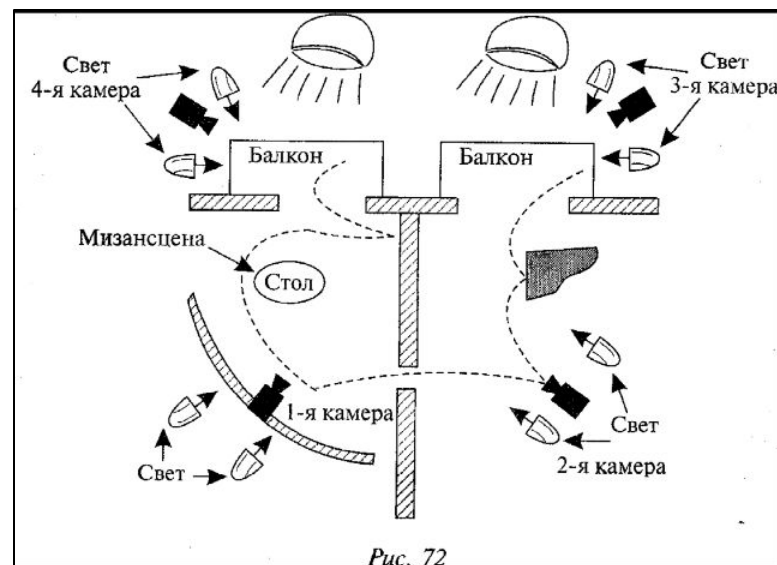 Свет
4-я камера
Свет
3-я камера
Балкон
Балкон
Мизансцена
Стол
1-я камера
Свет
Свет
2-я камера
Рис. 72